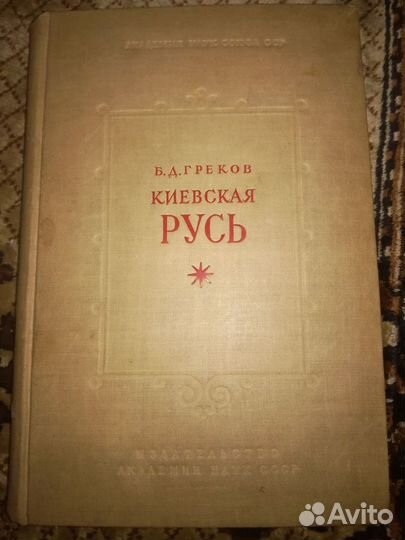 АКАДЕМИЯ НАУК СОЮЗА ССР
Б.Д.ГРЕКОВ
КИЕВСКАЯ
РУСЬ
ИЗДАТЕЛЬСТВО
АКАДЕМИИ НАУК СССР
Avito